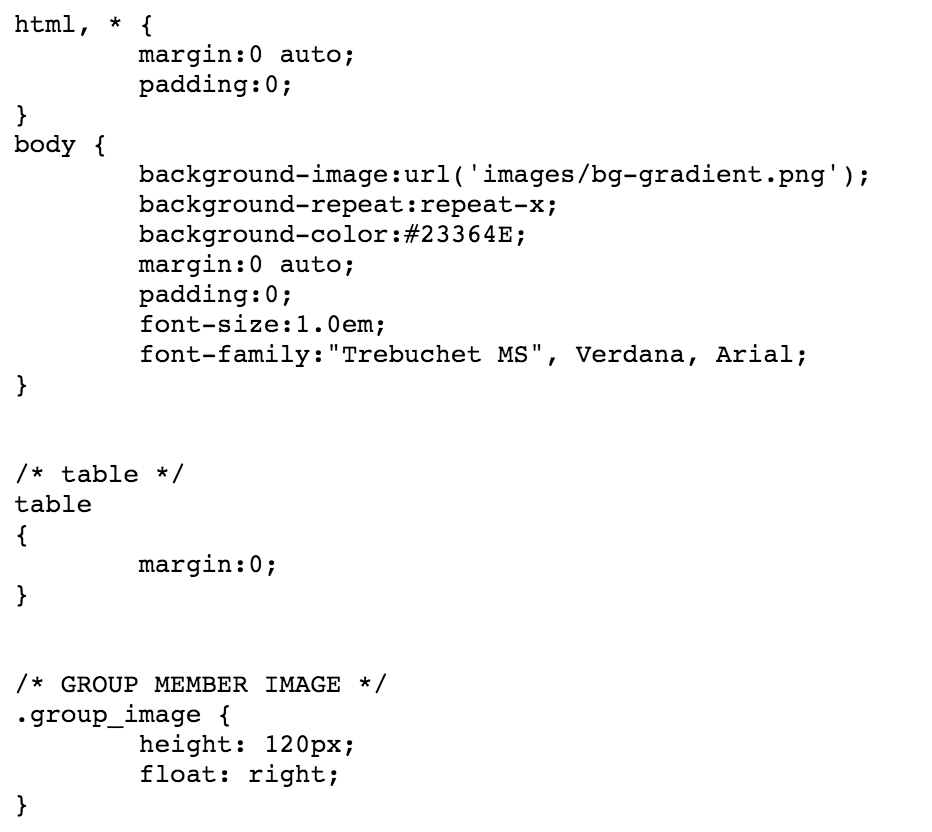 html, * {
        margin:0 auto;
        padding:0;
}
body {
        background-image:url('images/bg-gradient.png');
        background-repeat:repeat-x;
        background-color:#23364E;
        margin:0 auto;
        padding:0;
        font-size:1.0em;
        font-family:"Trebuchet MS", Verdana, Arial;
}
/* table */
table
{
        margin:0;
}
/* GROUP MEMBER IMAGE */
.group_image {
        height: 120px;
        float: right;
}